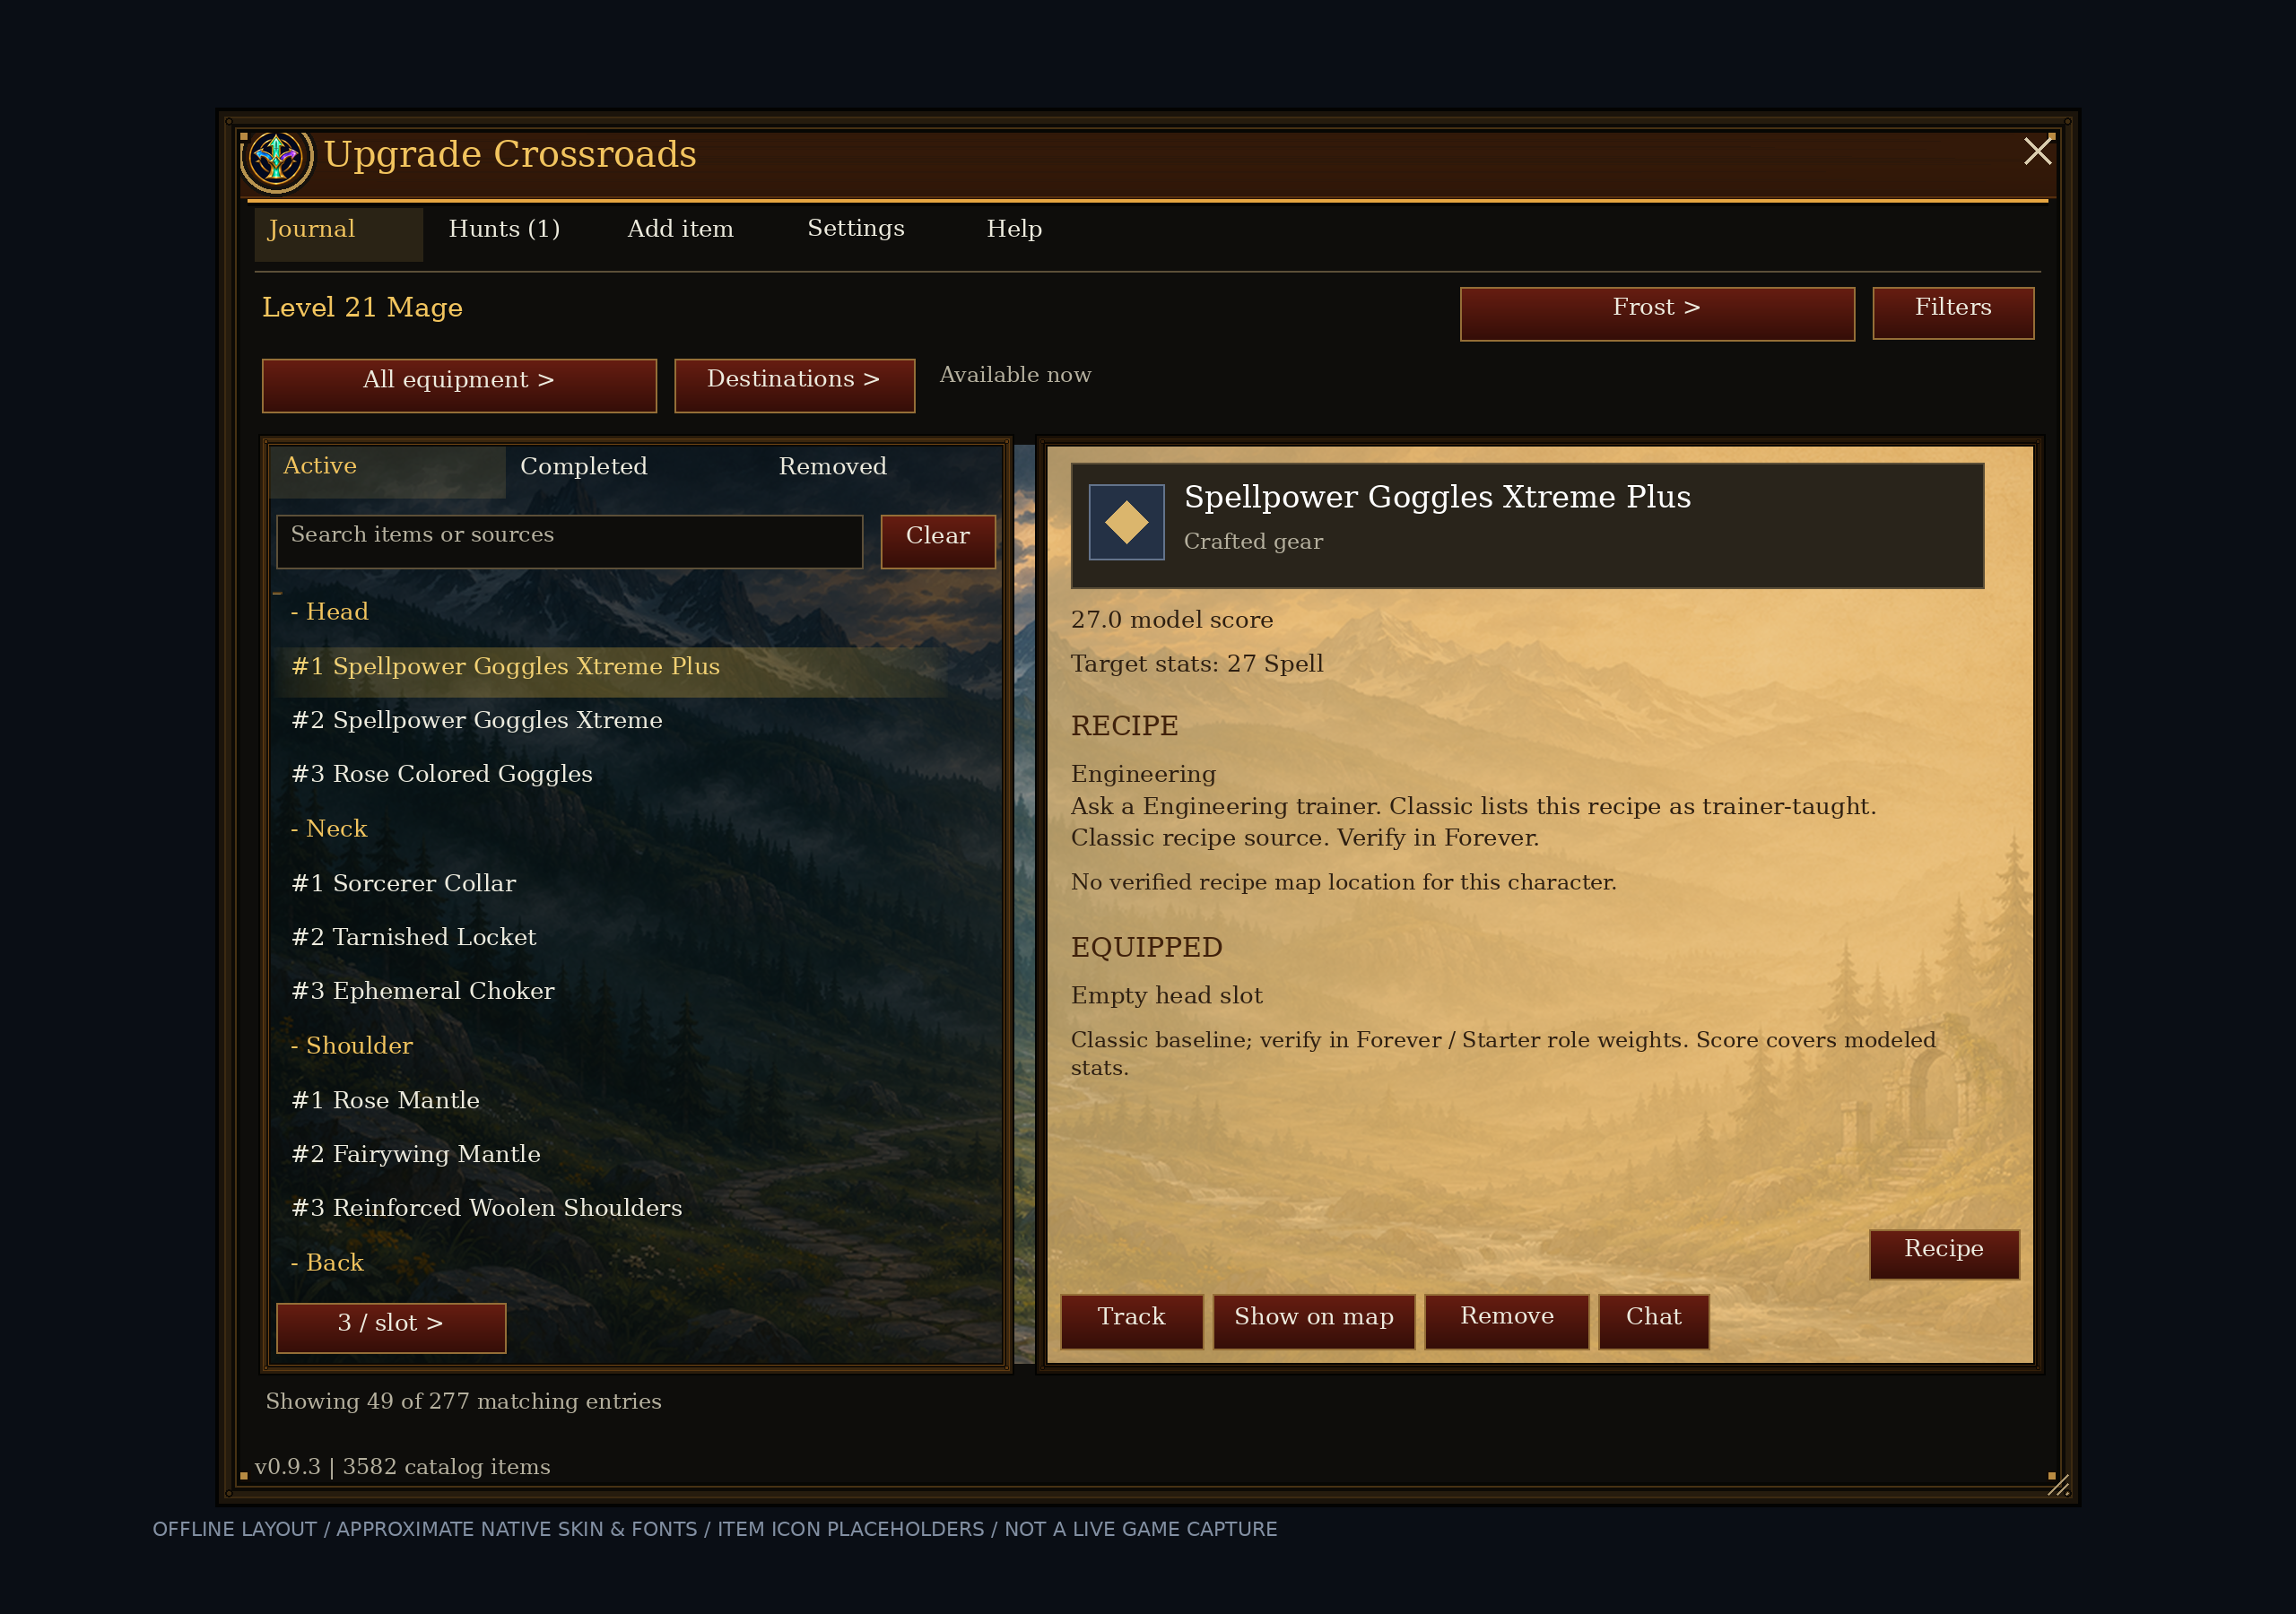 Upgrade Crossroads
Journal
Hunts (1)
Add item
Settings
Help
Level 21 Mage
Frost >
Filters
All equipment >
Destinations >
Available now
Active
Completed
Removed
Search items or sources
Clear
- Head
#1 Spellpower Goggles Xtreme Plus
#2 Spellpower Goggles Xtreme
#3 Rose Colored Goggles
- Neck
#1 Sorcerer Collar
#2 Tarnished Locket
#3 Ephemeral Choker
- Shoulder
#1 Rose Mantle
#2 Fairywing Mantle
#3 Reinforced Woolen Shoulders
- Back
3 / slot >
Spellpower Goggles Xtreme Plus
Crafted gear
27.0 model score
Target stats: 27 Spell
RECIPE
Engineering
Ask a Engineering trainer. Classic lists this recipe as trainer-taught.
Classic recipe source. Verify in Forever.
No verified recipe map location for this character.
EQUIPPED
Empty head slot
Classic baseline; verify in Forever / Starter role weights. Score covers modeled
stats.
Recipe
Track
Show on map
Remove
Chat
Showing 49 of 277 matching entries
v0.9.3 | 3582 catalog items
OFFLINE LAYOUT / APPROXIMATE NATIVE SKIN & FONTS / ITEM ICON PLACEHOLDERS / NOT A LIVE GAME CAPTURE